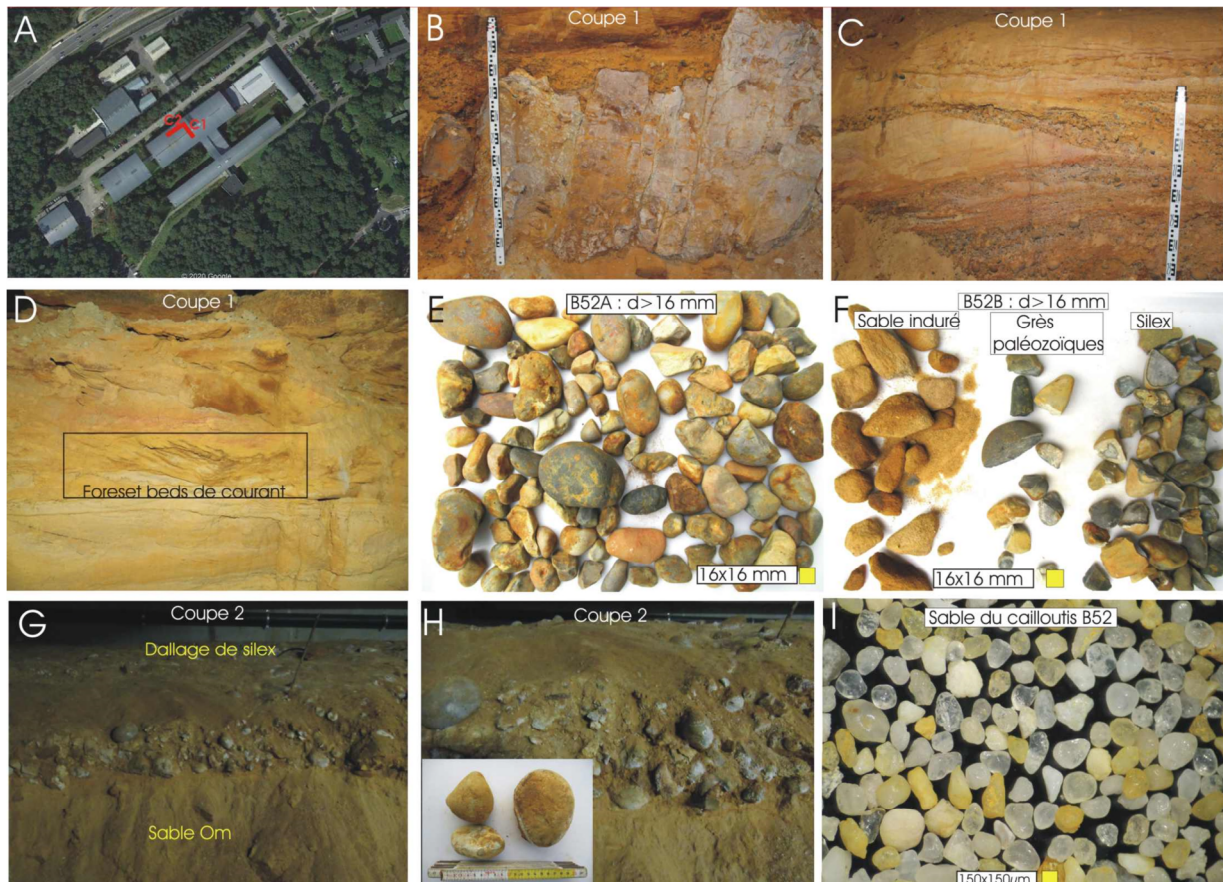 A
C2
C1
© 2020 Google
B
Coupe 1
C
Coupe 1
D
Coupe 1
Foreset beds de courant
E
B52A : d>16 mm
16x16 mm
F
B52B : d>16 mm
Sable induré
Grès
paléozoïques
Silex
16x16 mm
G
Coupe 2
Dallage de silex
Sable Om
H
Coupe 2
I
Sable du cailloutis B52
150x150µm